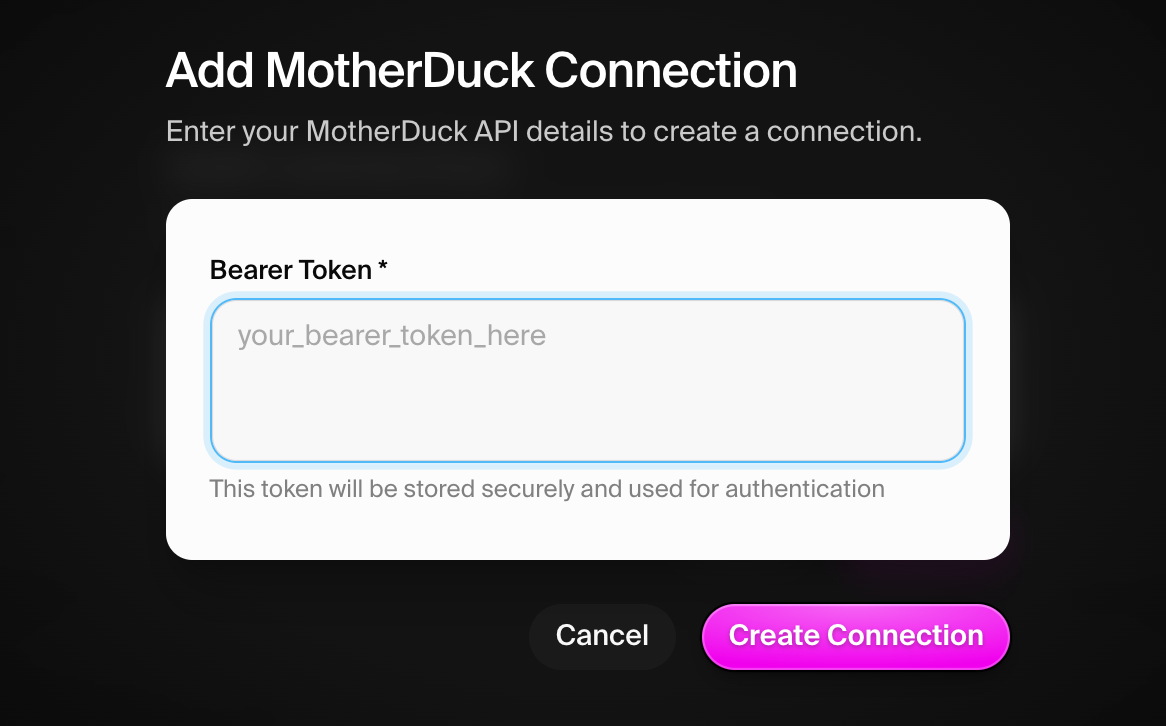 Add MotherDuck Connection
Enter your MotherDuck API details to create a connection.
Bearer Token *
your_bearer_token_here
This token will be stored securely and used for authentication
Cancel
Create Connection